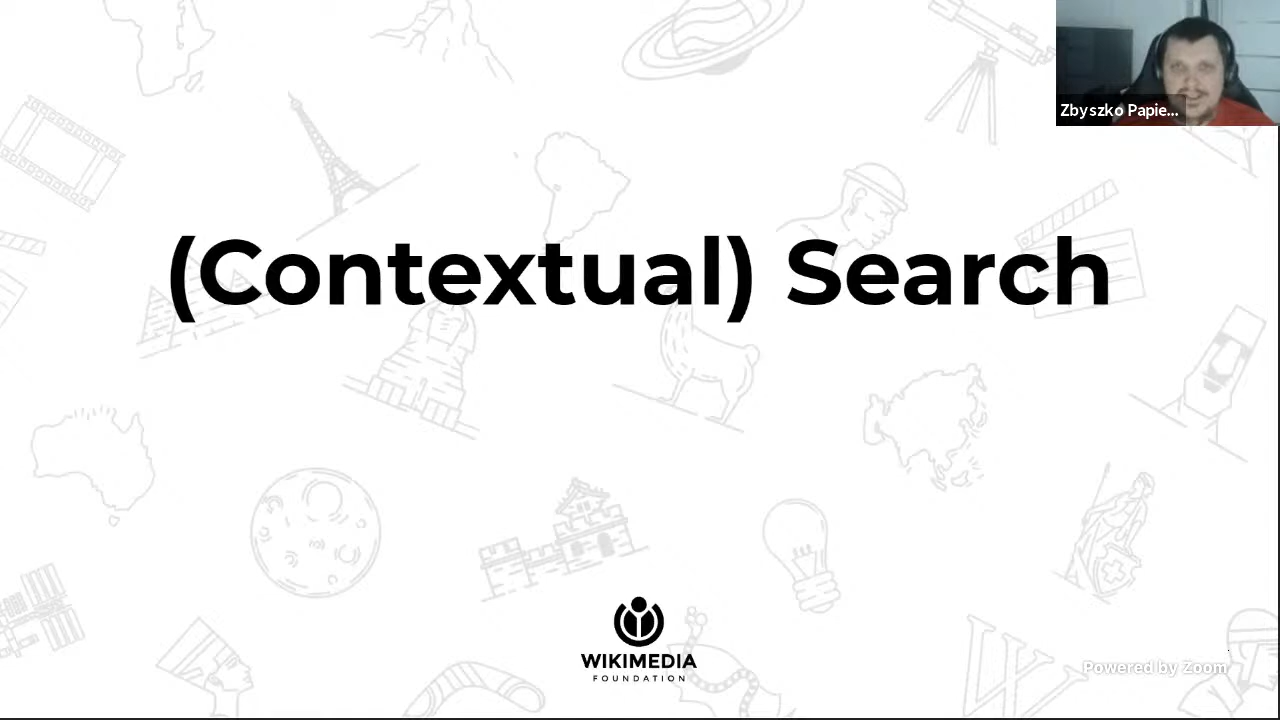 Zbyszko Papie...
(Contextual) Search
WIKIMEDIA
FOUNDATION
Powered by Zoom